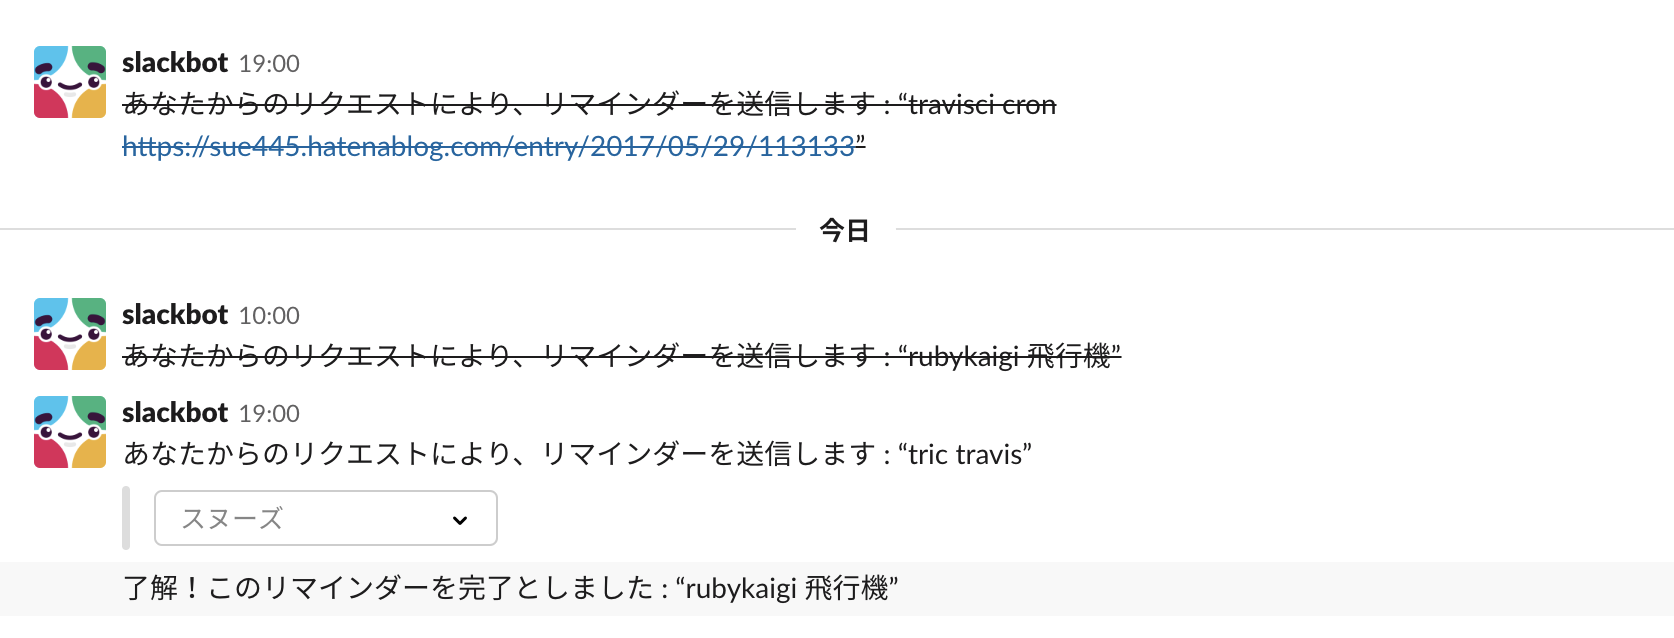 slackbot 19:00
あなたからのリクエストにより、リマインダーを送信します : “travisci cron
https://sue445.hatenablog.com/entry/2017/05/29/113133”
今日
slackbot 10:00
あなたからのリクエストにより、リマインダーを送信します : “rubykaigi 飛行機”
slackbot 19:00
あなたからのリクエストにより、リマインダーを送信します : “tric travis”
スヌーズ
了解！このリマインダーを完了としました : “rubykaigi 飛行機”